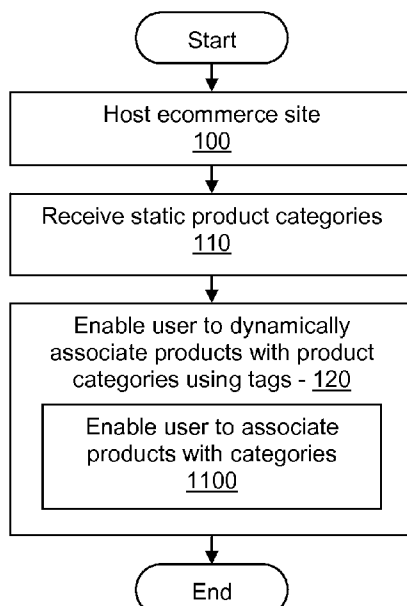 Start
Host ecommerce site
100
Receive static product categories
110
Enable user to dynamically
associate products with product
categories using tags - 120
Enable user to associate
products with categories
1100
End